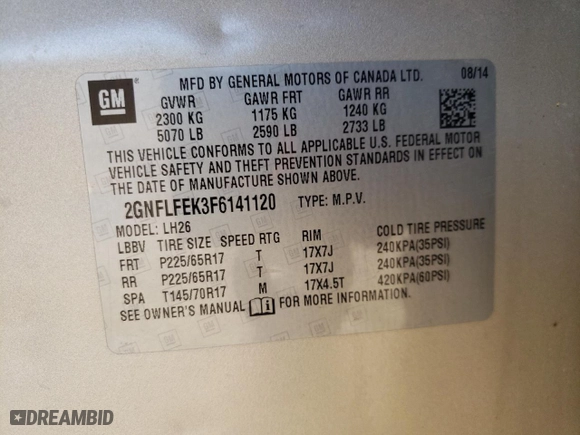 GM
MFD BY GENERAL MOTORS OF CANADA LTD. 08/14
GVWR GAWR FRT GAWR RR
2300 KG 1175 KG 1240 KG
5070 LB 2590 LB 2733 LB
THIS VEHICLE CONFORMS TO ALL APPLICABLE U.S. FEDERAL MOTOR
VEHICLE SAFETY AND THEFT PREVENTION STANDARDS IN EFFECT ON
THE DATE OF MANUFACTURE SHOWN ABOVE.
2GNFLFEK3F6141120 TYPE: M.P.V.
MODEL: LH26
LBBV TIRE SIZE SPEED RTG RIM COLD TIRE PRESSURE
FRT P225/65R17 T 17X7J 240KPA(35PSI)
RR P225/65R17 T 17X7J 240KPA(35PSI)
SPA T145/70R17 M 17X4.5T 420KPA(60PSI)
SEE OWNER'S MANUAL FOR MORE INFORMATION.
DREAMBID